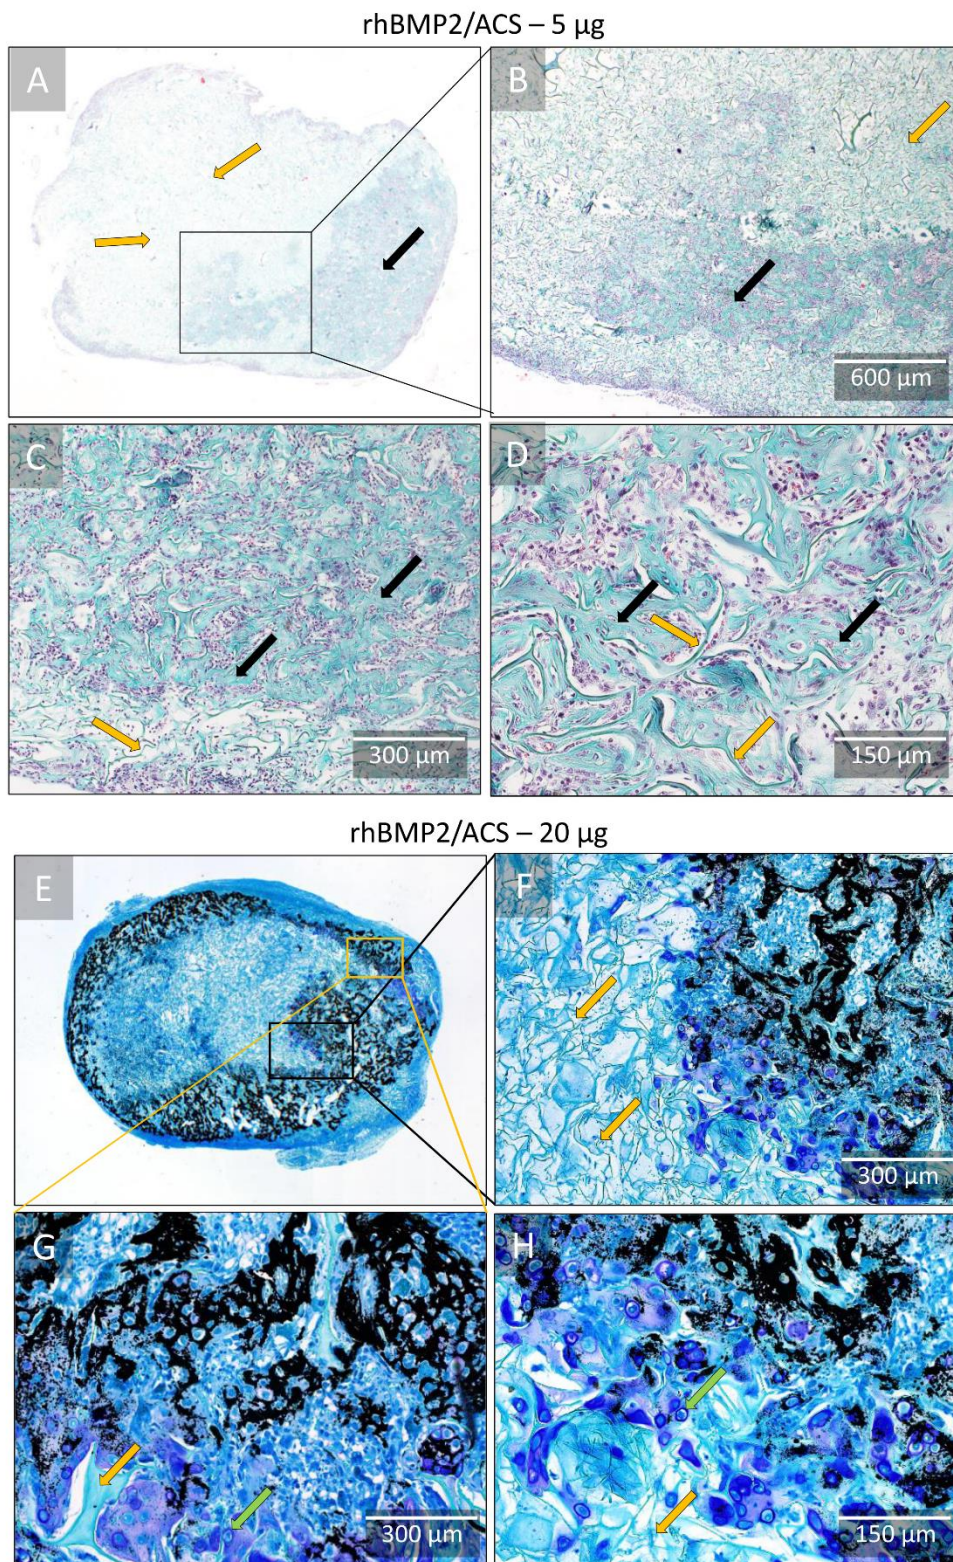 rhBMP2/ACS – 5 µg
A
B
600 µm
C
300 µm
D
150 µm
rhBMP2/ACS – 20 µg
E
F
300 µm
G
300 µm
H
150 µm